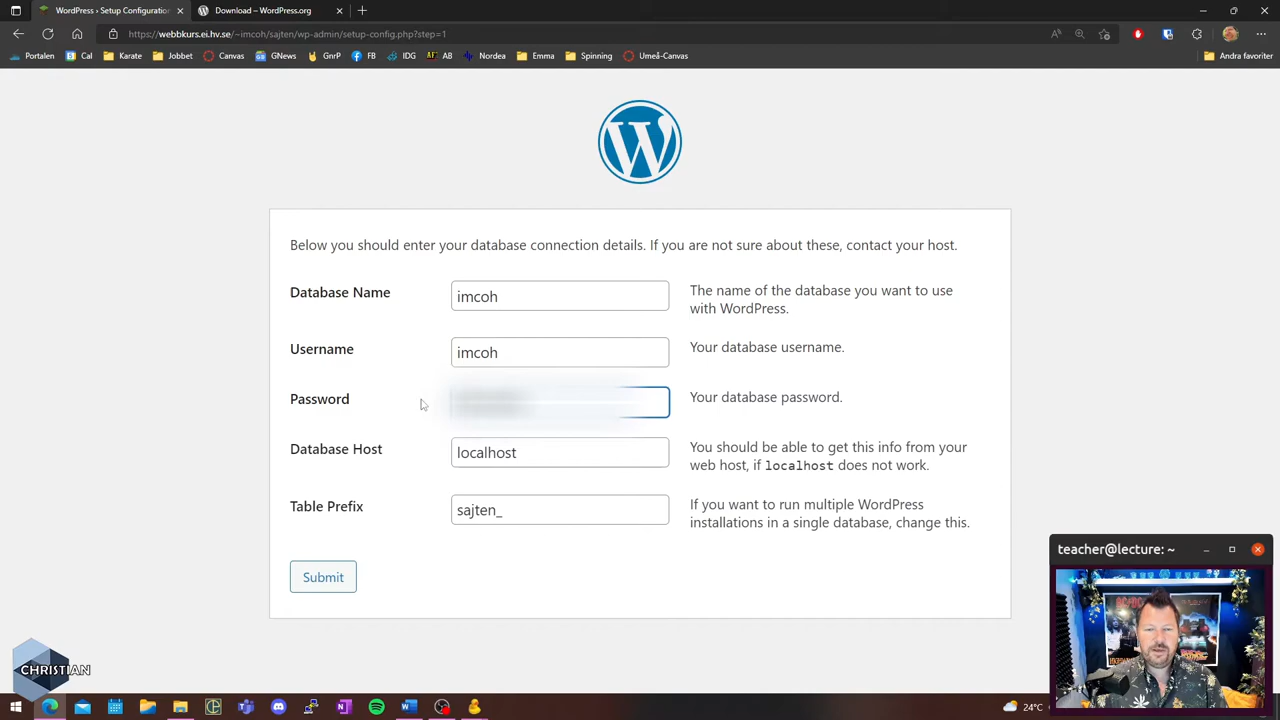 WordPress › Setup Configuration
Download – WordPress.org
https://webbkurs.ei.hv.se/~imcoh/sajten/wp-admin/setup-config.php?step=1
Portalen
Cal
Karate
Jobbet
Canvas
GNews
GnrP
FB
IDG
AF
AB
Nordea
Emma
Spinning
Umeå-Canvas
Andra favoriter
Below you should enter your database connection details. If you are not sure about these, contact your host.
Database Name
imcoh
The name of the database you want to use
with WordPress.
Username
imcoh
Your database username.
Password
Your database password.
Database Host
localhost
You should be able to get this info from your
web host, if localhost does not work.
Table Prefix
sajten_
If you want to run multiple WordPress
installations in a single database, change this.
Submit
teacher@lecture: ~
CHRISTIAN
24°C